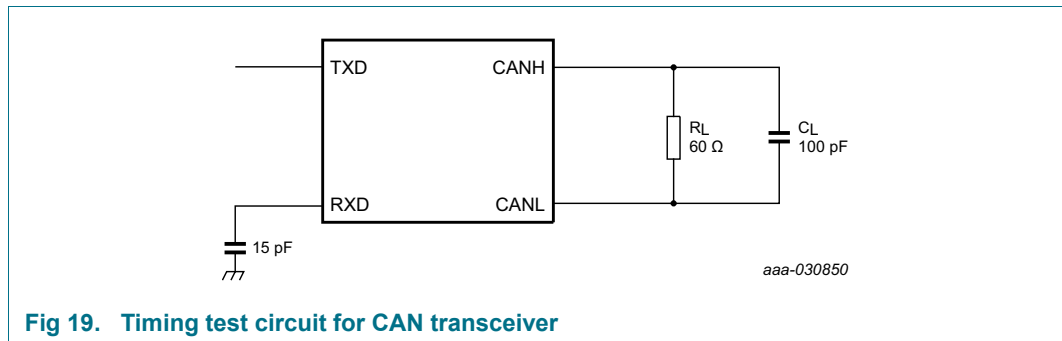 TXD CANH
RL
60 Ω
CL
100 pF
RXD CANL
15 pF
aaa-030850
Fig 19. Timing test circuit for CAN transceiver